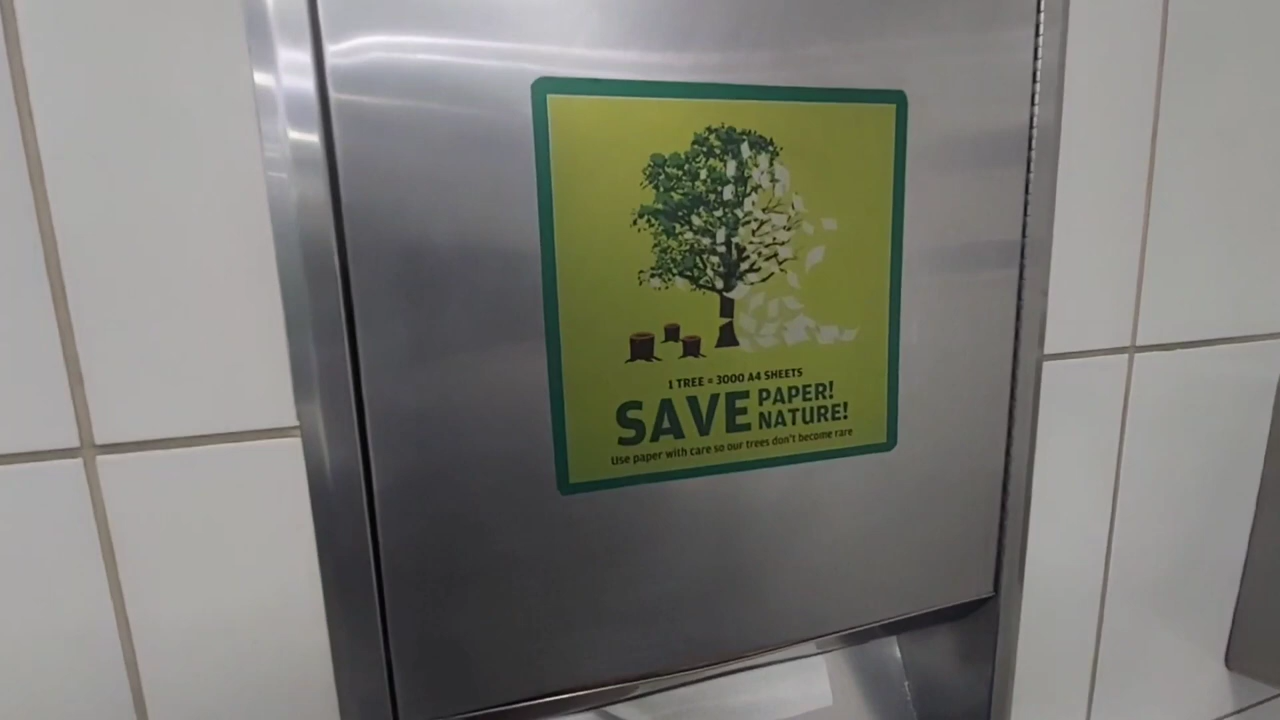 1 TREE = 3000 A4 SHEETS
SAVE PAPER!
NATURE!
Use paper with care so our trees don't become rare